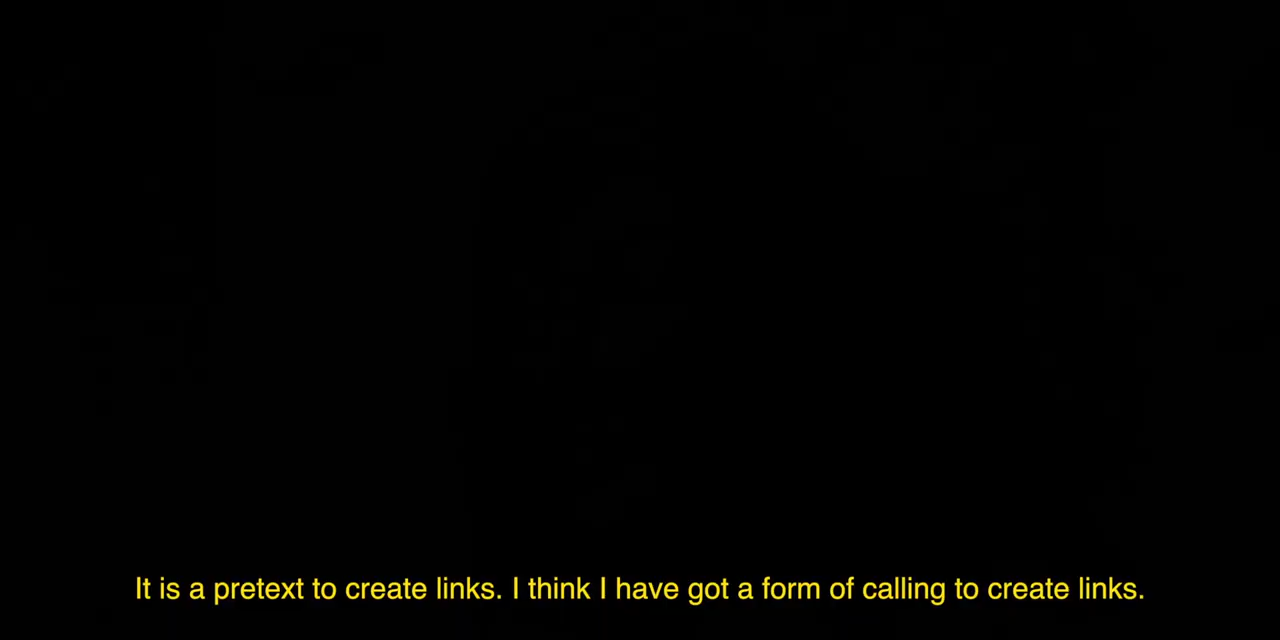 It is a pretext to create links. I think I have got a form of calling to create links.